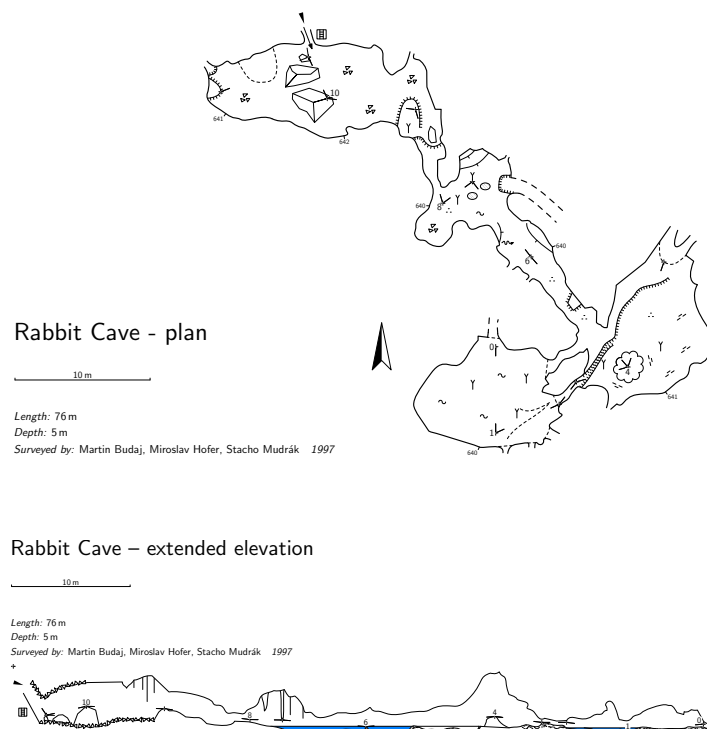 10
641
642
640
8
640
6
Rabbit Cave - plan
0
10 m
4
641
Length: 76 m
Depth: 5 m
1
Surveyed by: Martin Budaj, Miroslav Hofer, Stacho Mudrák 1997
640
Rabbit Cave – extended elevation
10 m
Length: 76 m
Depth: 5 m
Surveyed by: Martin Budaj, Miroslav Hofer, Stacho Mudrák 1997
10
8
6
4
1
0